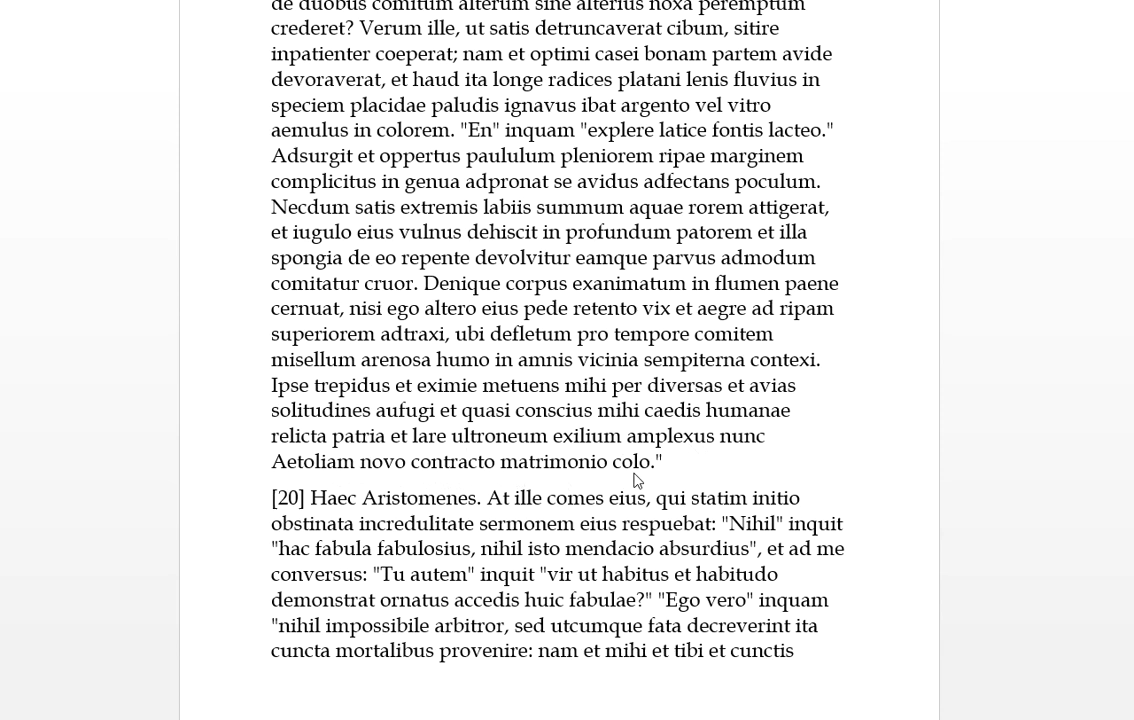 de duobus comitum alterum sine alterius noxa peremptum
crederet? Verum ille, ut satis detruncaverat cibum, sitire
inpatienter coeperat; nam et optimi casei bonam partem avide
devoraverat, et haud ita longe radices platani lenis fluvius in
speciem placidae paludis ignavus ibat argento vel vitro
aemulus in colorem. "En" inquam "explere latice fontis lacteo."
Adsurgit et oppertus paululum pleniorem ripae marginem
complicitus in genua adpronat se avidus adfectans poculum.
Necdum satis extremis labiis summum aquae rorem attigerat,
et iugulo eius vulnus dehiscit in profundum patorem et illa
spongia de eo repente devolvitur eamque parvus admodum
comitatur cruor. Denique corpus exanimatum in flumen paene
cernuat, nisi ego altero eius pede retento vix et aegre ad ripam
superiorem adtraxi, ubi defletum pro tempore comitem
misellum arenosa humo in amnis vicinia sempiterna contexi.
Ipse trepidus et eximie metuens mihi per diversas et avias
solitudines aufugi et quasi conscius mihi caedis humanae
relicta patria et lare ultroneum exilium amplexus nunc
Aetoliam novo contracto matrimonio colo."
[20] Haec Aristomenes. At ille comes eius, qui statim initio
obstinata incredulitate sermonem eius respuebat: "Nihil" inquit
"hac fabula fabulosius, nihil isto mendacio absurdius", et ad me
conversus: "Tu autem" inquit "vir ut habitus et habitudo
demonstrat ornatus accedis huic fabulae?" "Ego vero" inquam
"nihil impossibile arbitror, sed utcumque fata decreverint ita
cuncta mortalibus provenire: nam et mihi et tibi et cunctis